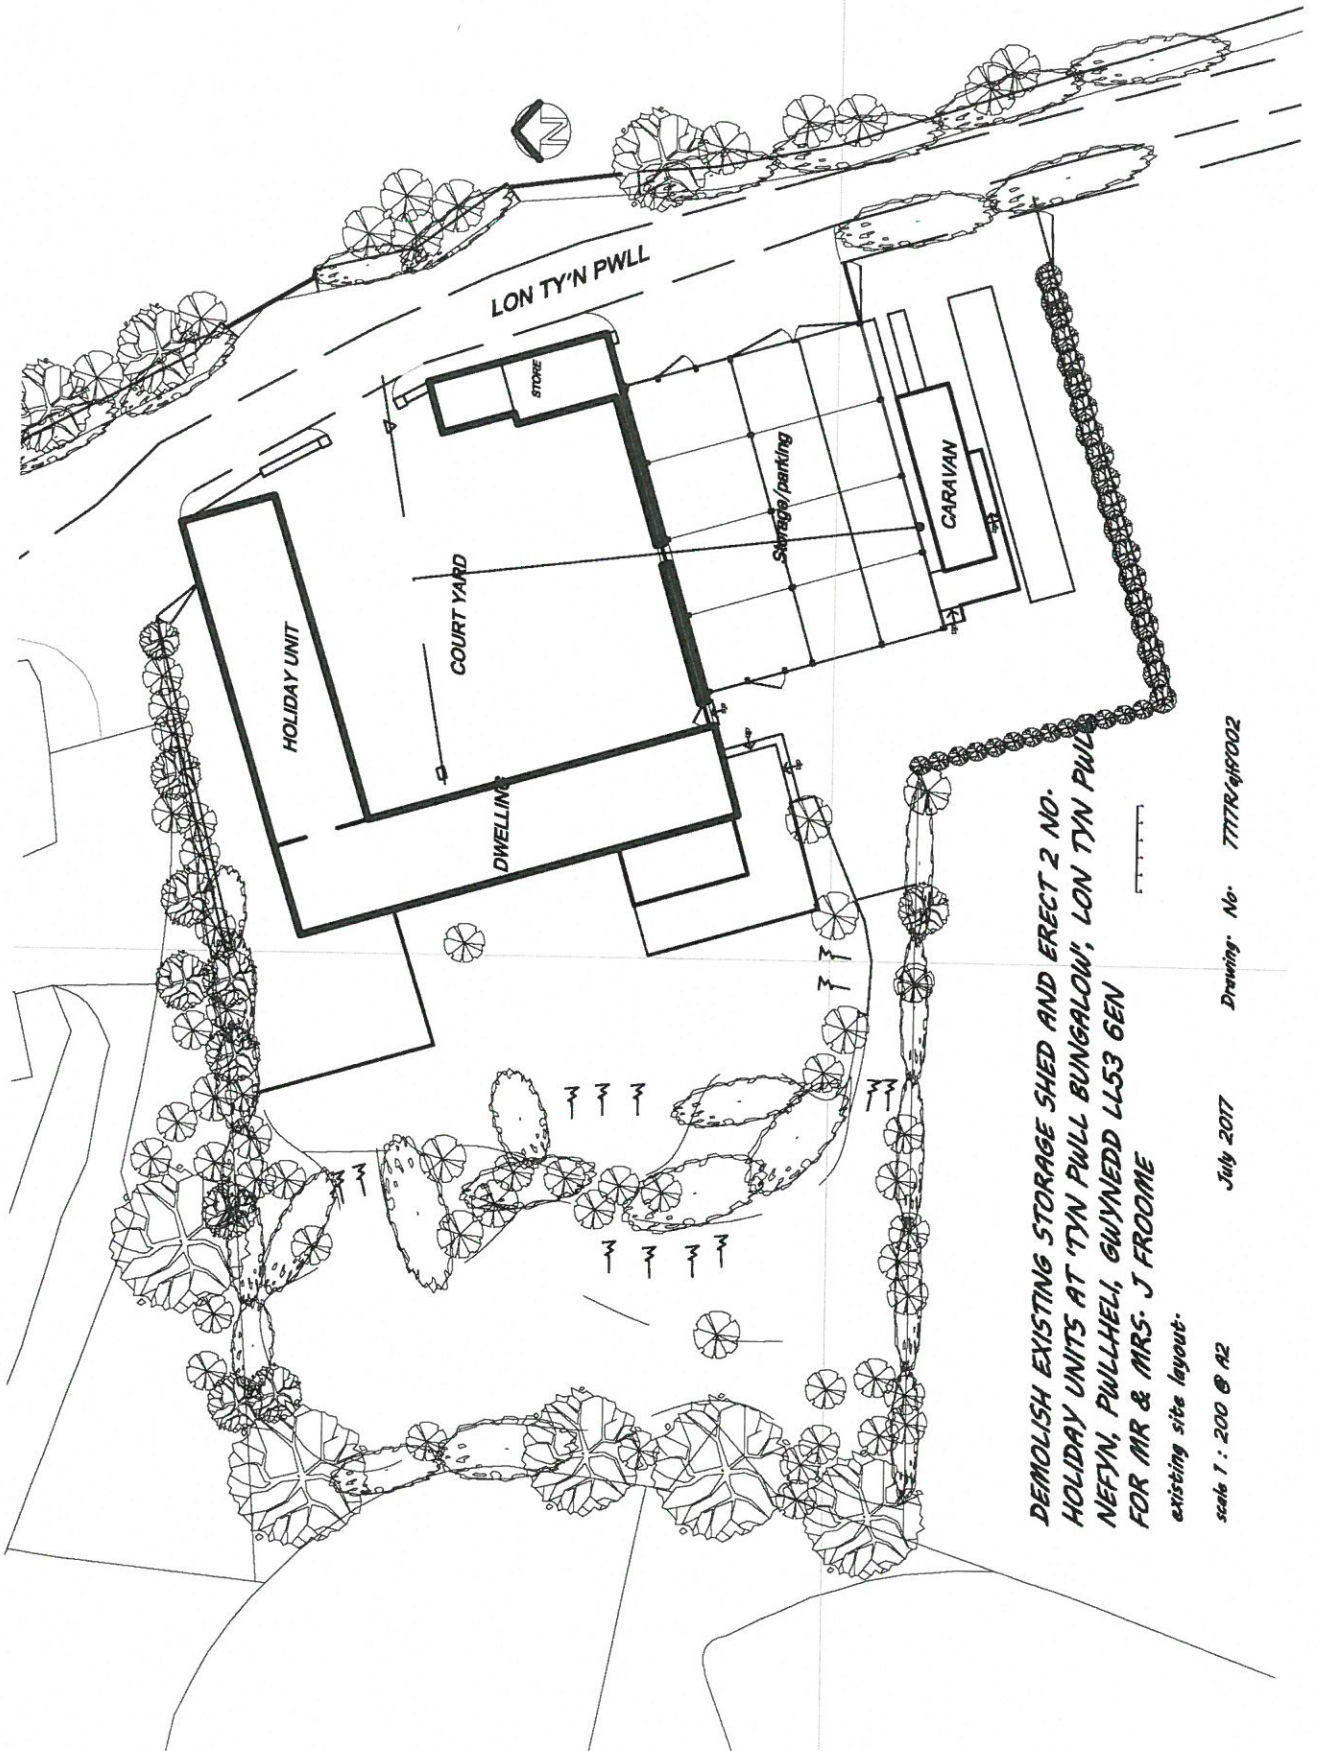 N
LON TY'N PWLL
STORE
HOLIDAY UNIT
COURT YARD
Storage/parking
CARAVAN
DWELLING
DEMOLISH EXISTING STORAGE SHED AND ERECT 2 NO.
HOLIDAY UNITS AT 'TYN PWLL BUNGALOW', LON TYN PWLL
NEFYN, PWLLHELI, GWYNEDD LL53 6EN
FOR MR & MRS. J FROOME
existing site layout.
scale 1 : 200 @ A2 July 2017 Drawing No.